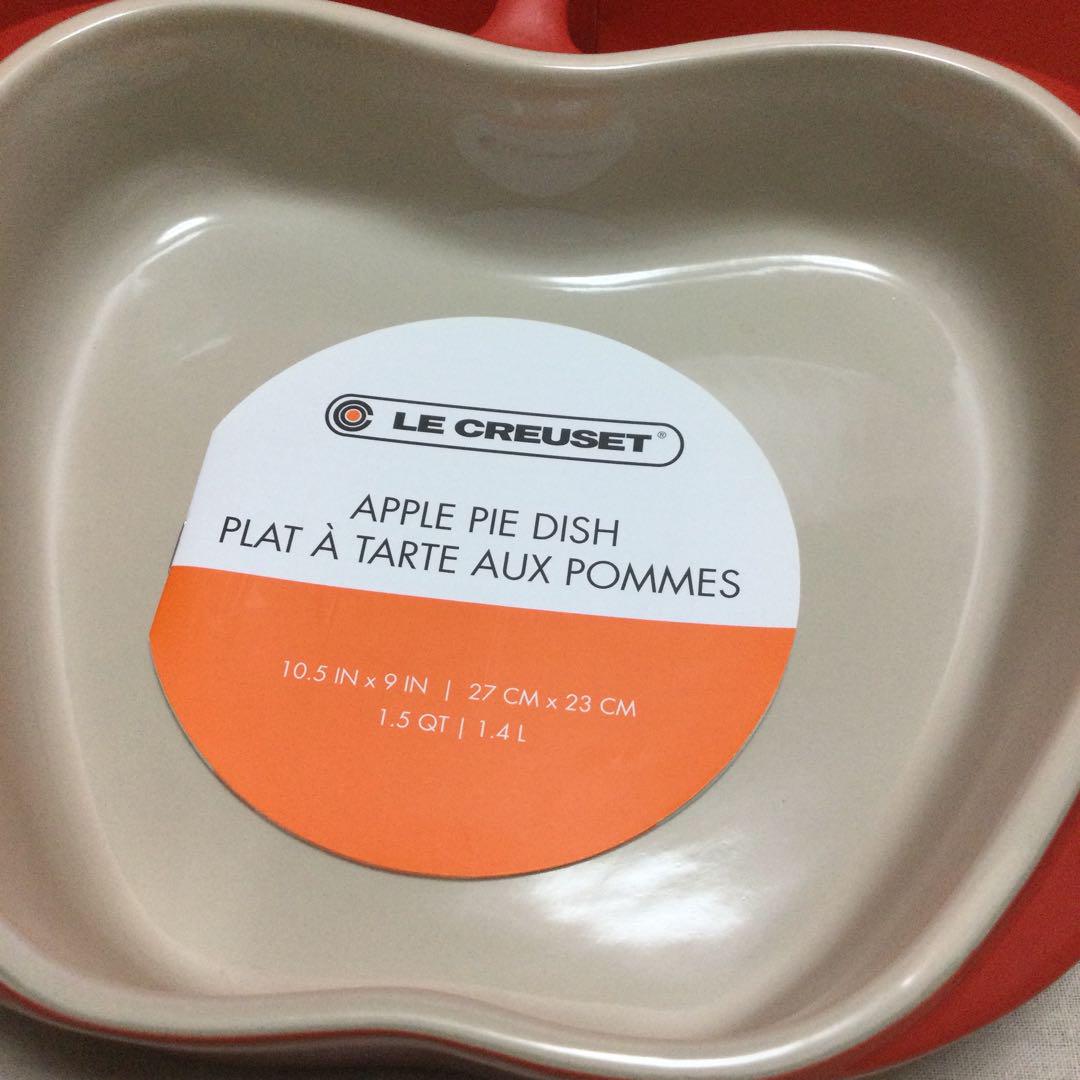 LE CREUSET®
APPLE PIE DISH
PLAT À TARTE AUX POMMES
10.5 IN x 9 IN | 27 CM x 23 CM
1.5 QT | 1.4 L